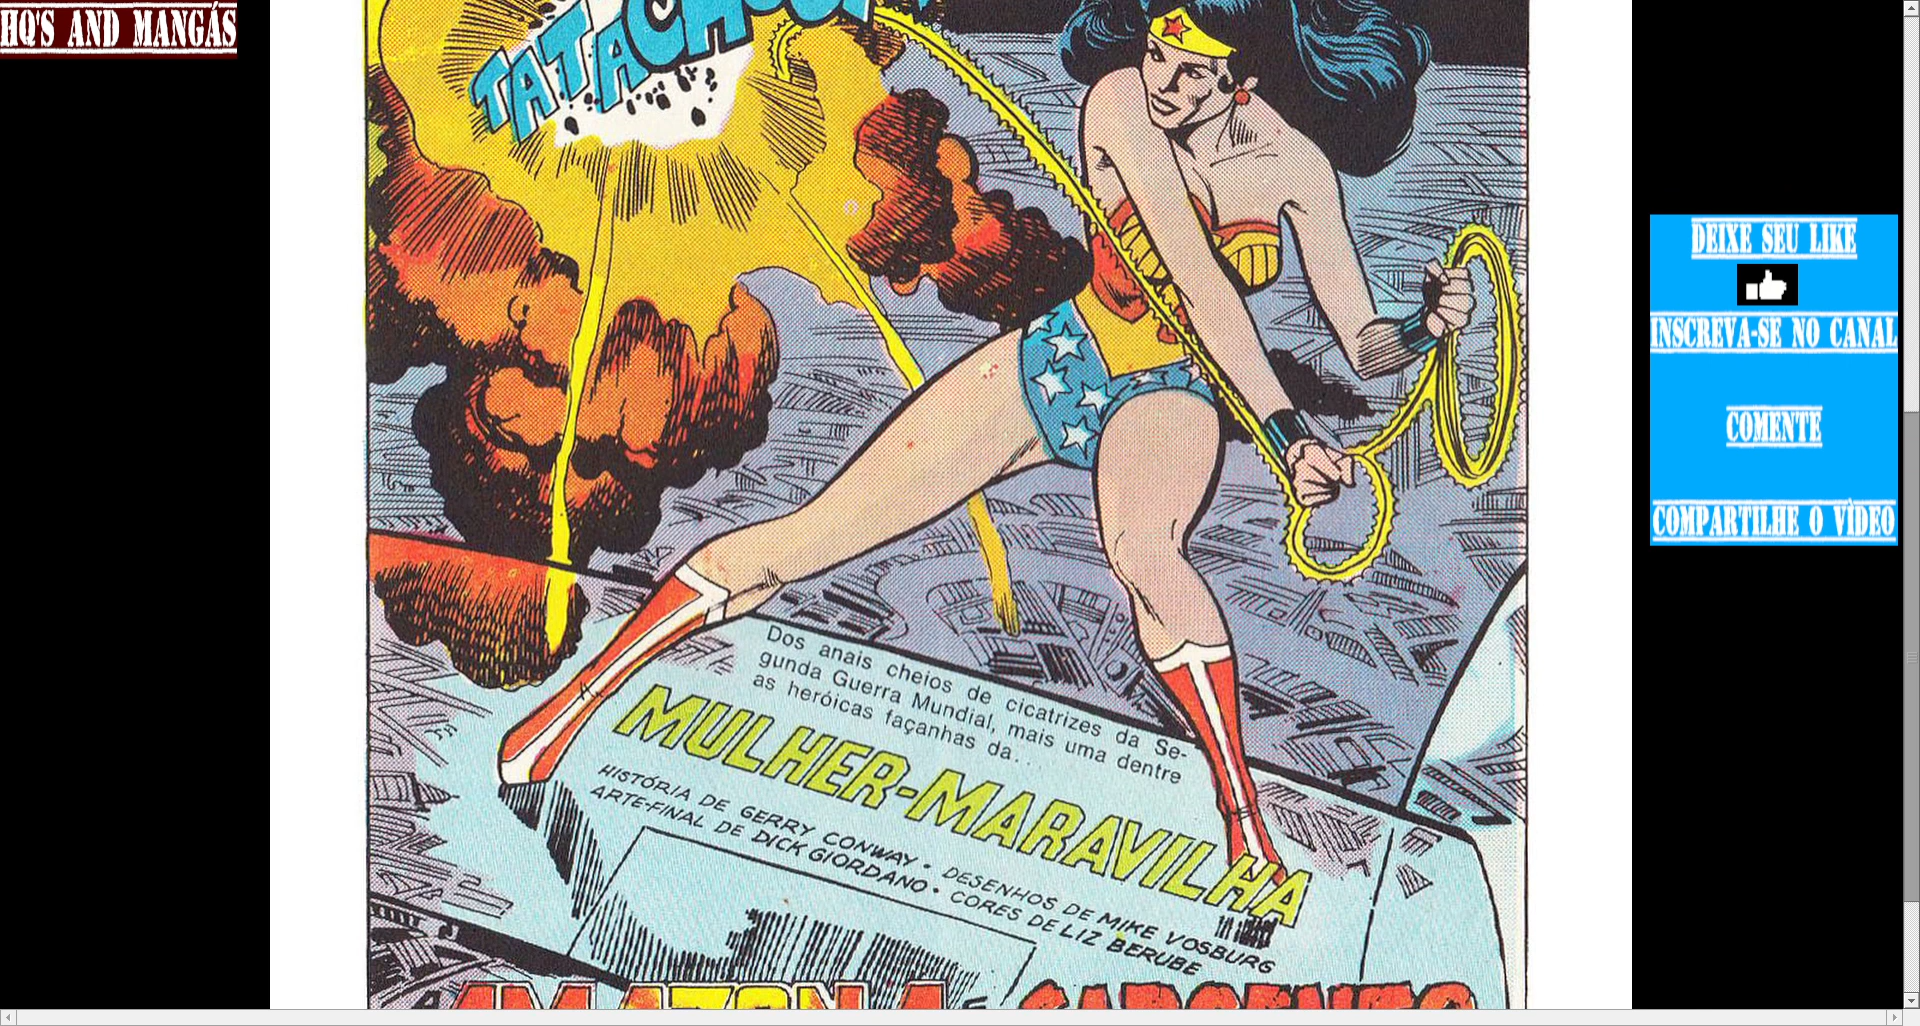 HQ'S AND MANGÁS
DEIXE SEU LIKE
INSCREVA-SE NO CANAL
COMENTE
COMPARTILHE O VÌDEO
Dos anais cheios de cicatrizes da Se-
gunda Guerra Mundial, mais uma dentre
as heróicas façanhas da...
MULHER-MARAVILHA
HISTÓRIA DE GERRY CONWAY • DESENHOS DE MIKE VOSBURG
ARTE-FINAL DE DICK GIORDANO • CORES DE LIZ BERUBE